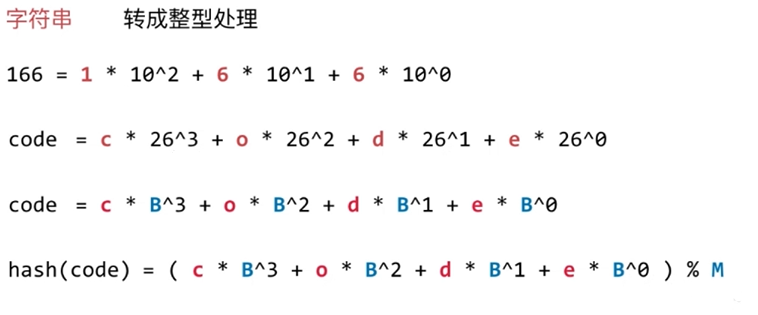 字符串 转成整型处理
166 = 1 * 10^2 + 6 * 10^1 + 6 * 10^0
code = c * 26^3 + o * 26^2 + d * 26^1 + e * 26^0
code = c * B^3 + o * B^2 + d * B^1 + e * B^0
hash(code) = ( c * B^3 + o * B^2 + d * B^1 + e * B^0 ) % M